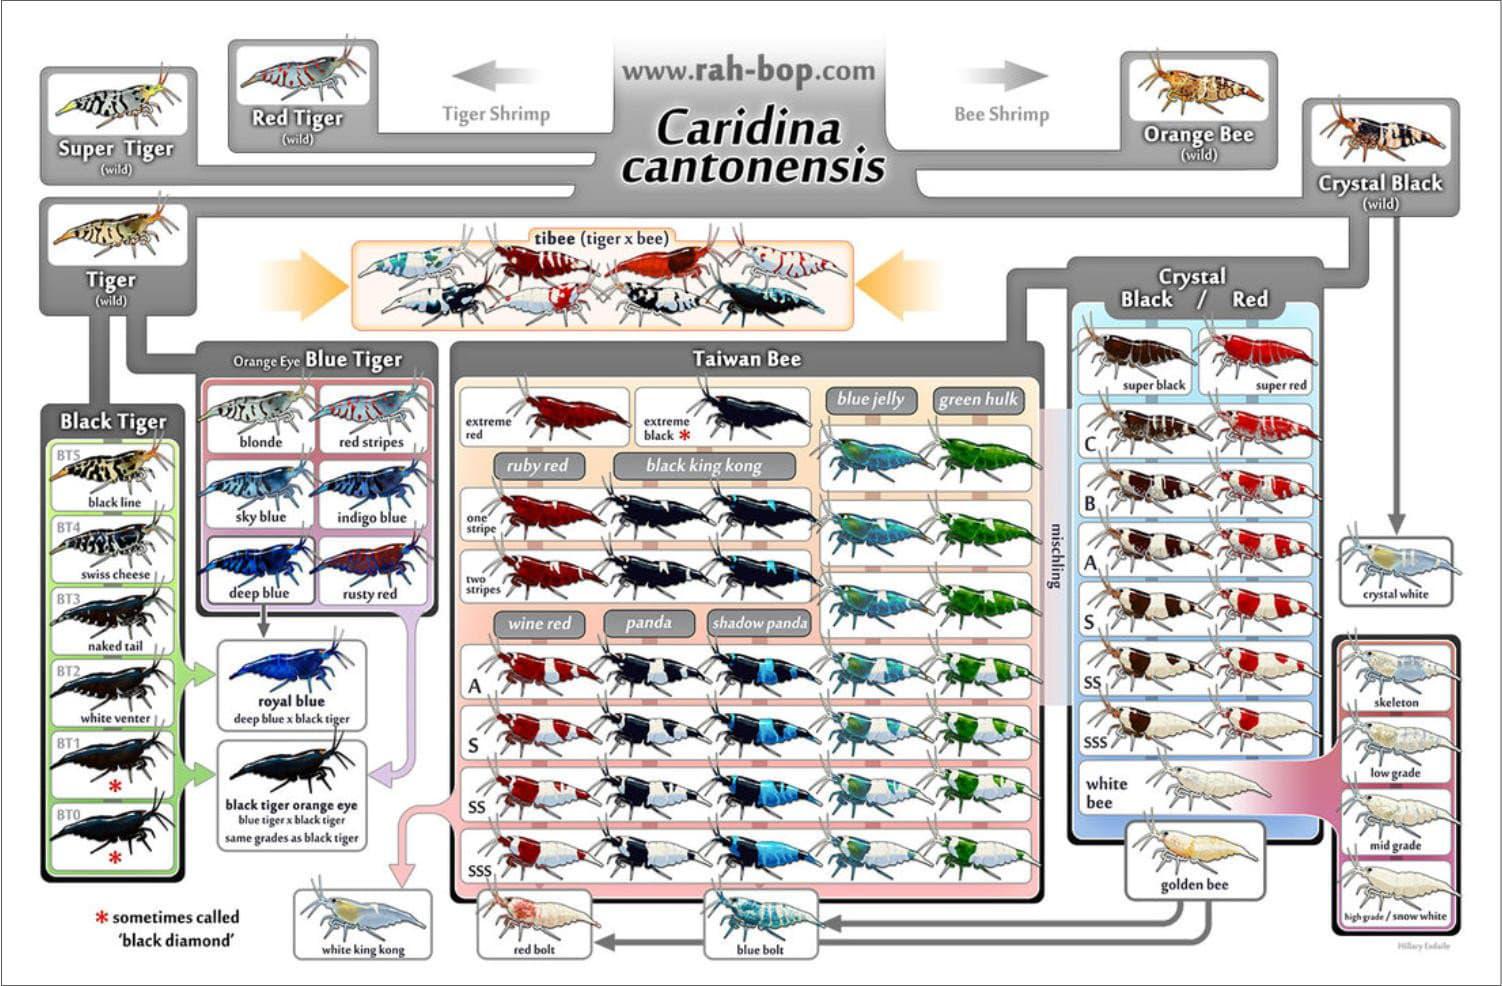 www.rah-bop.com
Caridina
cantonensis
Tiger Shrimp
Bee Shrimp
Super Tiger
(wild)
Red Tiger
(wild)
Orange Bee
(wild)
Crystal Black
(wild)
Tiger
(wild)
tibee (tiger x bee)
Black Tiger
BT5
black line
BT4
swiss cheese
BT3
naked tail
BT2
white venter
BT1
*
BT0
*
* sometimes called
'black diamond'
Orange Eye Blue Tiger
blonde
red stripes
sky blue
indigo blue
deep blue
rusty red
royal blue
deep blue x black tiger
black tiger orange eye
blue tiger x black tiger
same grades as black tiger
Taiwan Bee
extreme
red
extreme
black *
blue jelly
green hulk
ruby red
black king kong
one
stripe
two
stripes
wine red
panda
shadow panda
A
S
SS
SSS
white king kong
red bolt
blue bolt
mischling
Crystal
Black / Red
super black
super red
C
B
A
S
SS
SSS
white
bee
golden bee
crystal white
skeleton
low grade
mid grade
high grade / snow white
Hillary Esdaile